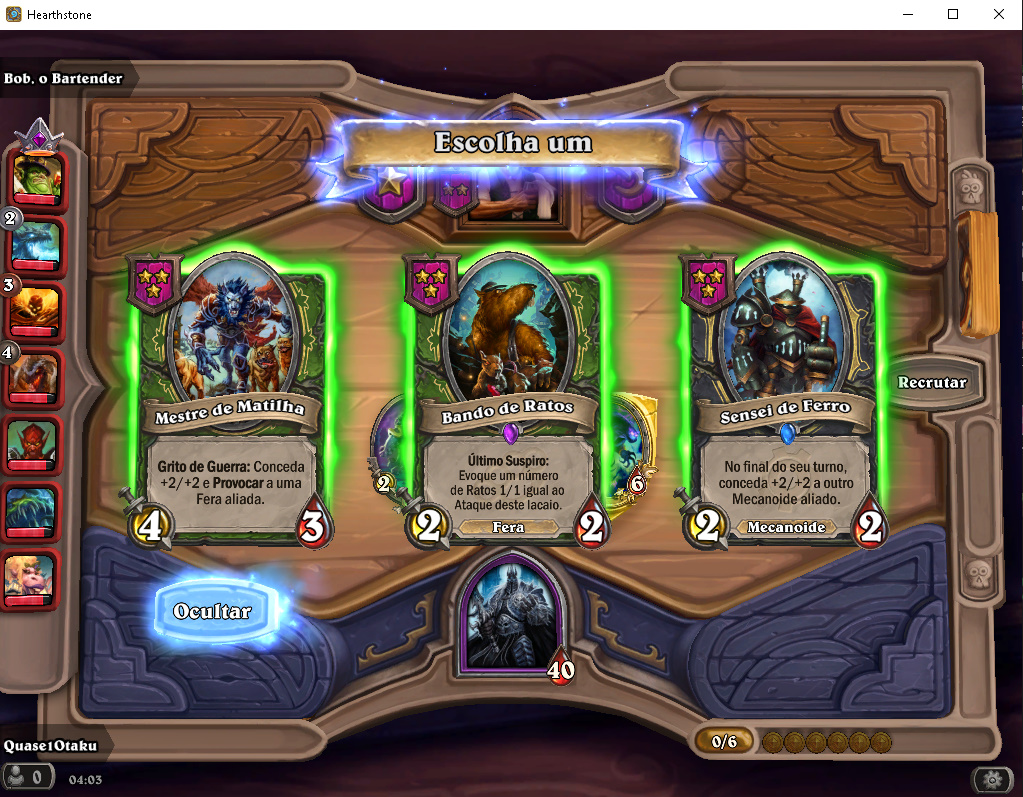 Hearthstone
Bob, o Bartender
Escolha um
2
3
4
Mestre de Matilha
Grito de Guerra: Conceda
+2/+2 e Provocar a uma
Fera aliada.
4
3
2
Bando de Ratos
Último Suspiro:
Evoque um número
de Ratos 1/1 igual ao
Ataque deste lacaio.
Fera
2
2
6
Sensei de Ferro
No final do seu turno,
conceda +2/+2 a outro
Mecanoide aliado.
Mecanoide
2
2
Recrutar
Ocultar
40
0/6
Quase1Otaku
0
04:03